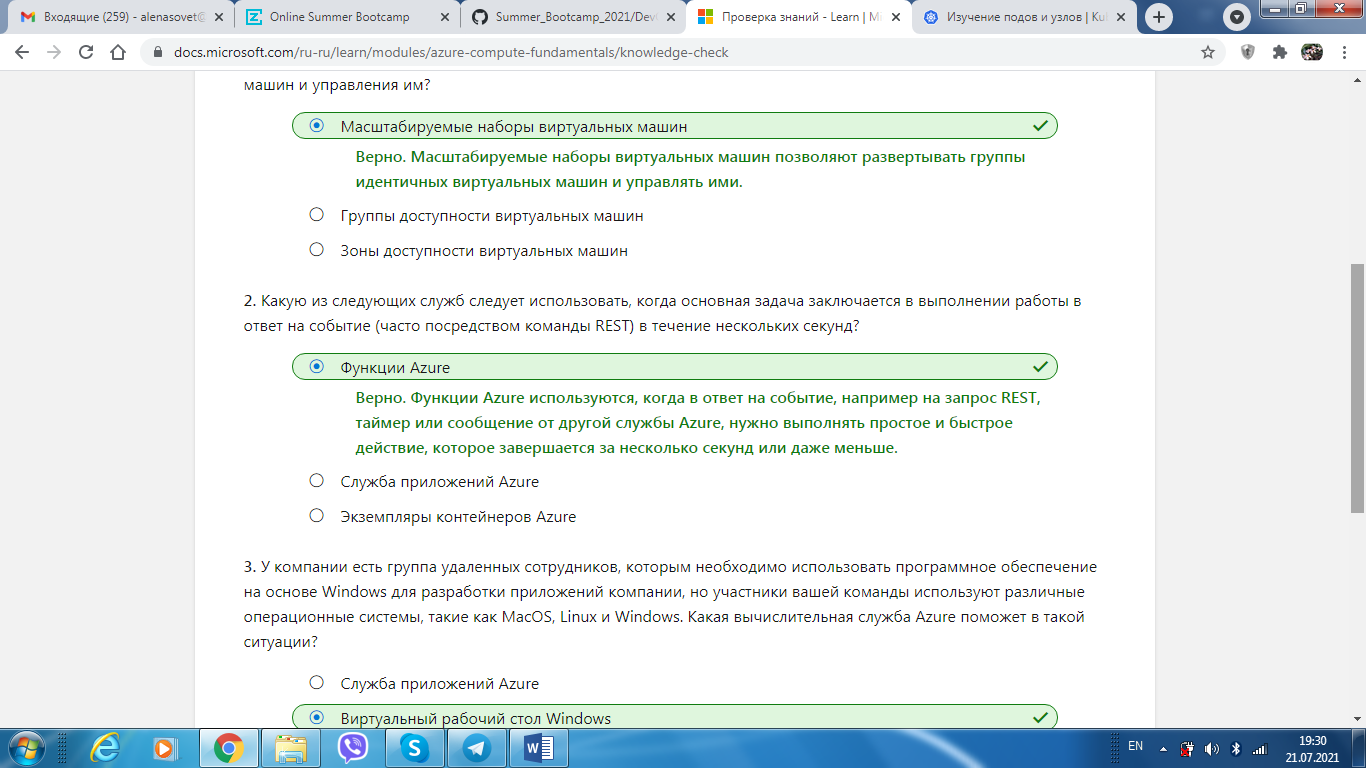 Входящие (259) - alenasovet@
Online Summer Bootcamp
Summer_Bootcamp_2021/Dev
Проверка знаний - Learn | Mi
Изучение подов и узлов | Ku
docs.microsoft.com/ru-ru/learn/modules/azure-compute-fundamentals/knowledge-check
машин и управления им?
Масштабируемые наборы виртуальных машин
Верно. Масштабируемые наборы виртуальных машин позволяют развертывать группы
идентичных виртуальных машин и управлять ими.
Группы доступности виртуальных машин
Зоны доступности виртуальных машин
2. Какую из следующих служб следует использовать, когда основная задача заключается в выполнении работы в
ответ на событие (часто посредством команды REST) в течение нескольких секунд?
Функции Azure
Верно. Функции Azure используются, когда в ответ на событие, например на запрос REST,
таймер или сообщение от другой службы Azure, нужно выполнять простое и быстрое
действие, которое завершается за несколько секунд или даже меньше.
Служба приложений Azure
Экземпляры контейнеров Azure
3. У компании есть группа удаленных сотрудников, которым необходимо использовать программное обеспечение
на основе Windows для разработки приложений компании, но участники вашей команды используют различные
операционные системы, такие как MacOS, Linux и Windows. Какая вычислительная служба Azure поможет в такой
ситуации?
Служба приложений Azure
Виртуальный рабочий стол Windows
EN
19:30
21.07.2021